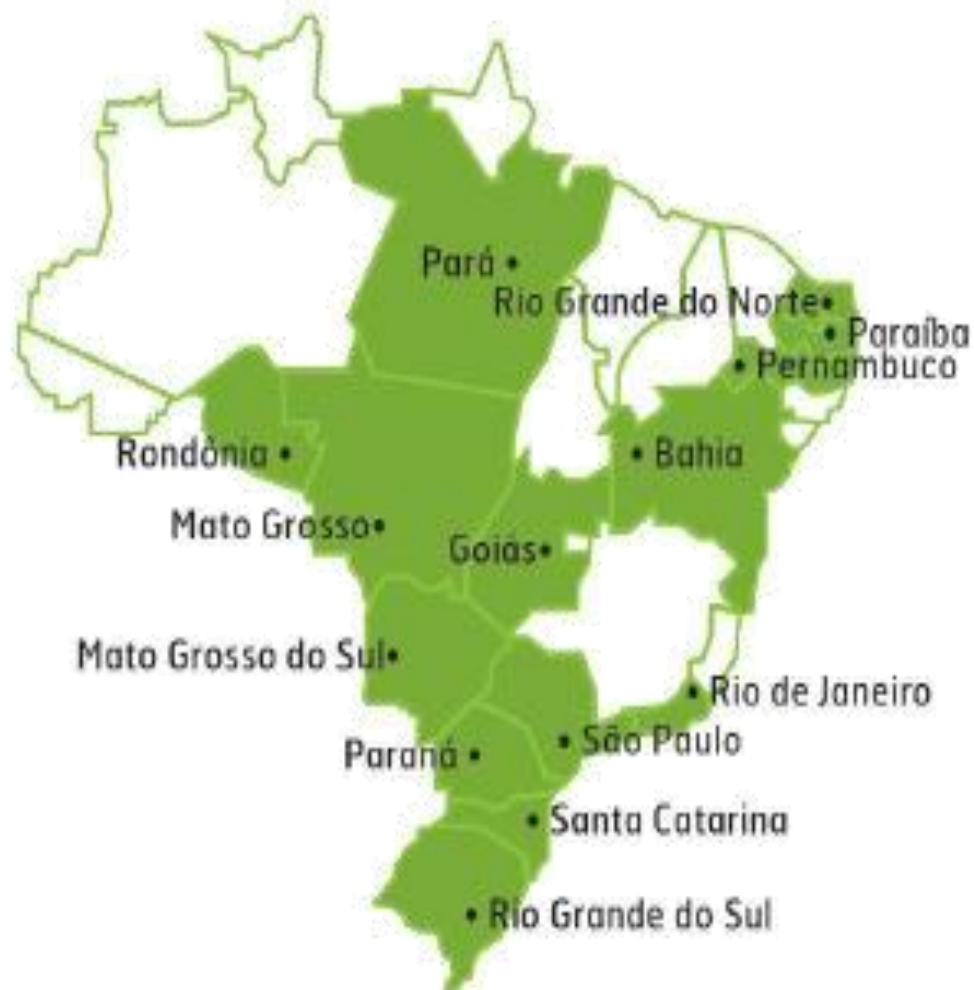 Pará
Rio Grande do Norte
Paraíba
Pernambuco
Rondônia
Bahia
Mato Grosso
Goiás
Mato Grosso do Sul
Rio de Janeiro
São Paulo
Paraná
Santa Catarina
Rio Grande do Sul